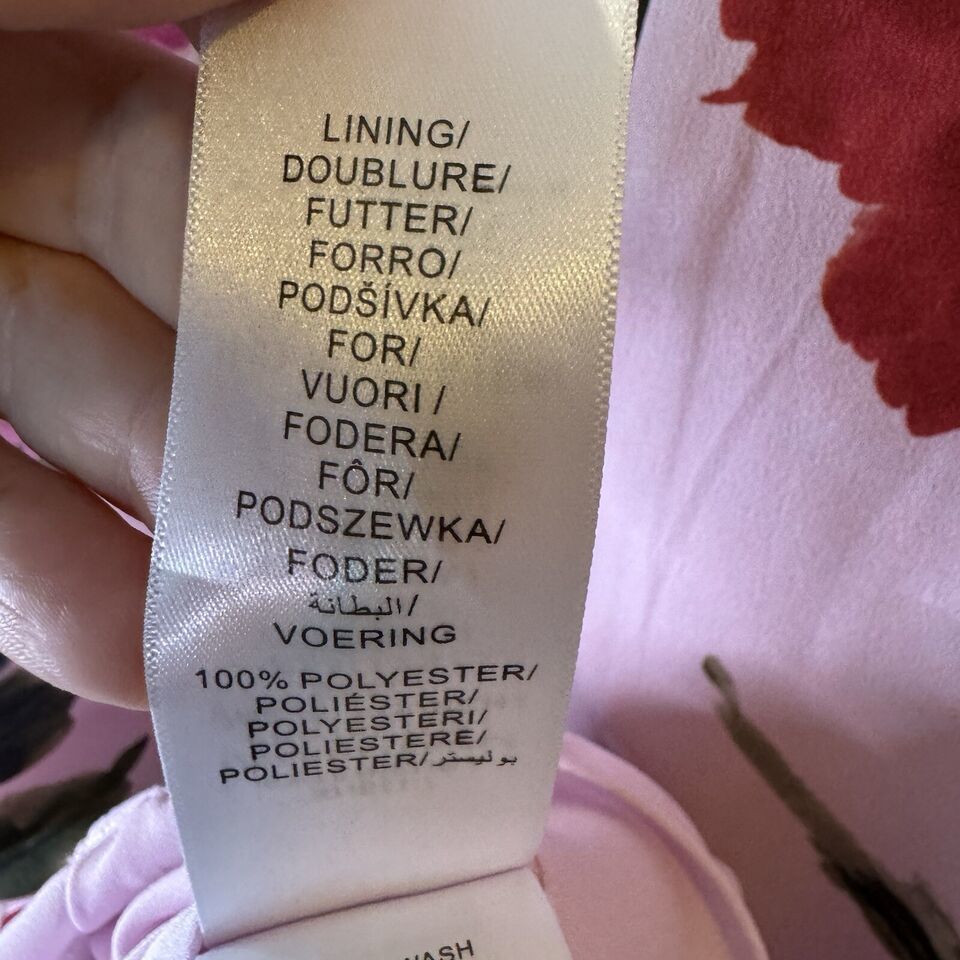 LINING/
DOUBLURE/
FUTTER/
FORRO/
PODŠÍVKA/
FOR/
VUORI /
FODERA/
FÔR/
PODSZEWKA/
FODER/
البطانة/
VOERING
100% POLYESTER/
POLIÉSTER/
POLYESTERI/
POLIESTERE/
POLIESTER/بوليستر